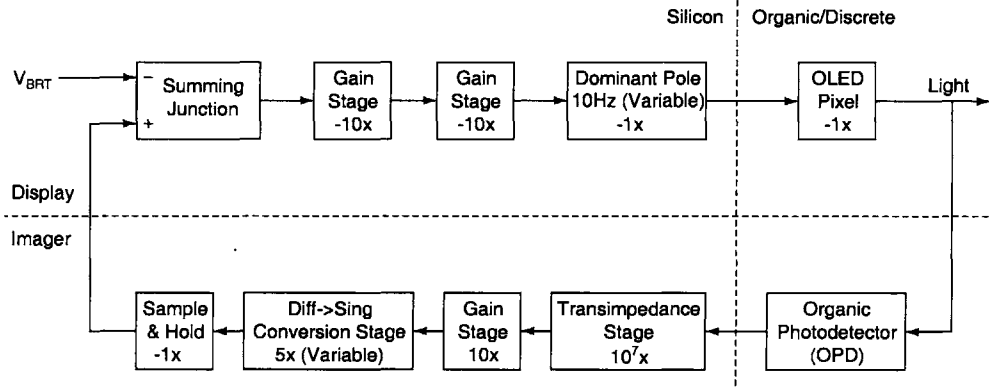 Silicon
Organic/Discrete
V_BRT
−
+
Summing
Junction
Gain
Stage
-10x
Gain
Stage
-10x
Dominant Pole
10Hz (Variable)
-1x
OLED
Pixel
-1x
Light
Display
Imager
Sample
& Hold
-1x
Diff->Sing
Conversion Stage
5x (Variable)
Gain
Stage
10x
Transimpedance
Stage
10⁷x
Organic
Photodetector
(OPD)